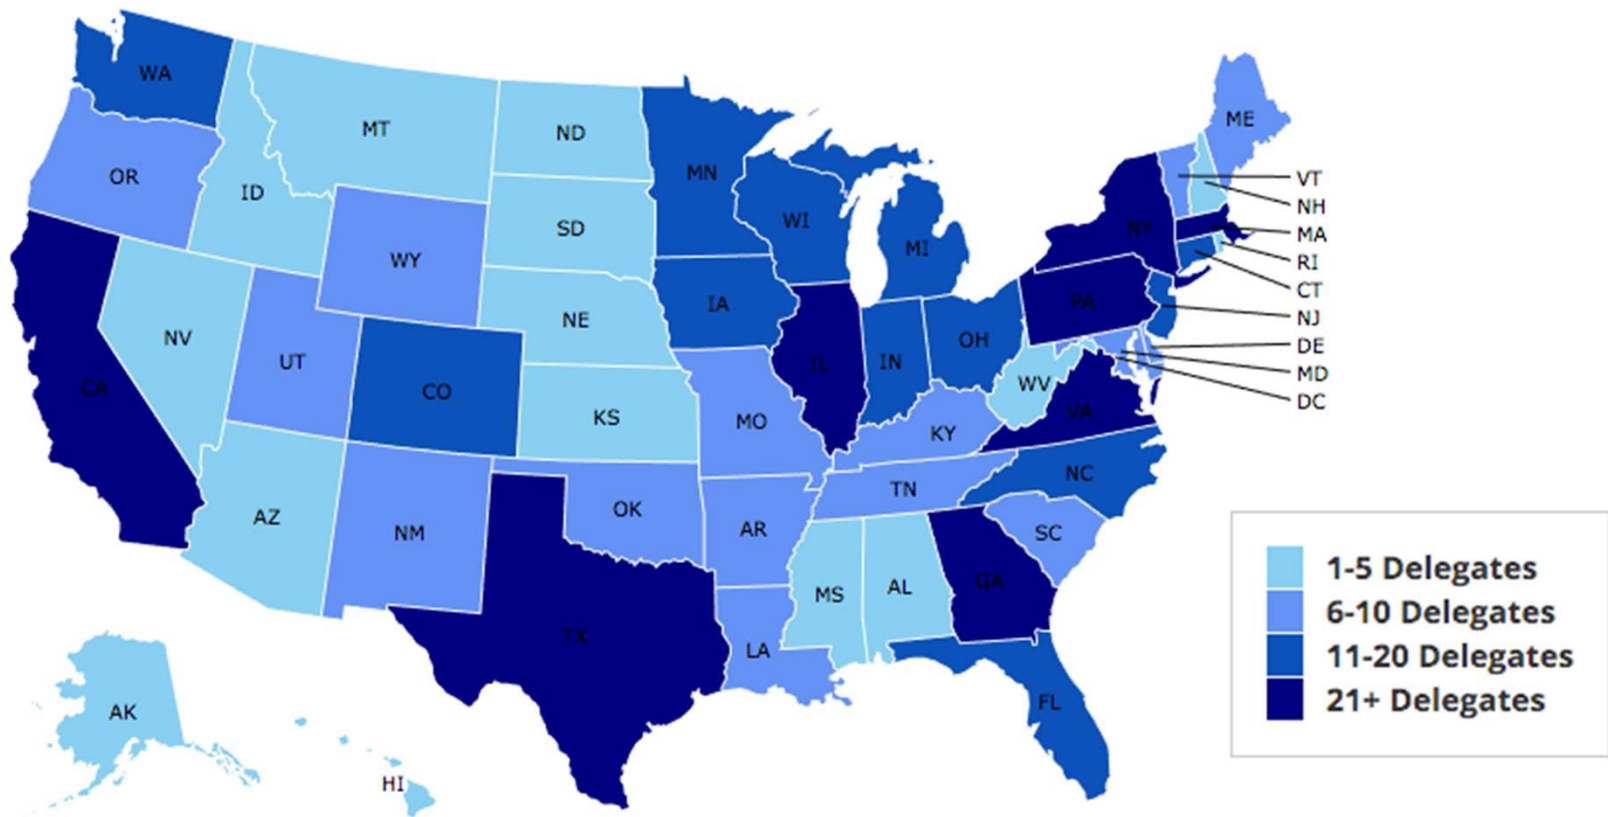 WA
MT
ND
ME
OR
ID
MN
VT
NH
SD
WI
NY
MA
MI
WY
RI
CT
PA
IA
NJ
NE
NV
OH
DE
UT
IN
IL
MD
CA
CO
WV
DC
KS
VA
MO
KY
NC
TN
OK
AZ
AR
NM
SC
GA
AL
MS
TX
LA
FL
AK
HI
1-5 Delegates
6-10 Delegates
11-20 Delegates
21+ Delegates